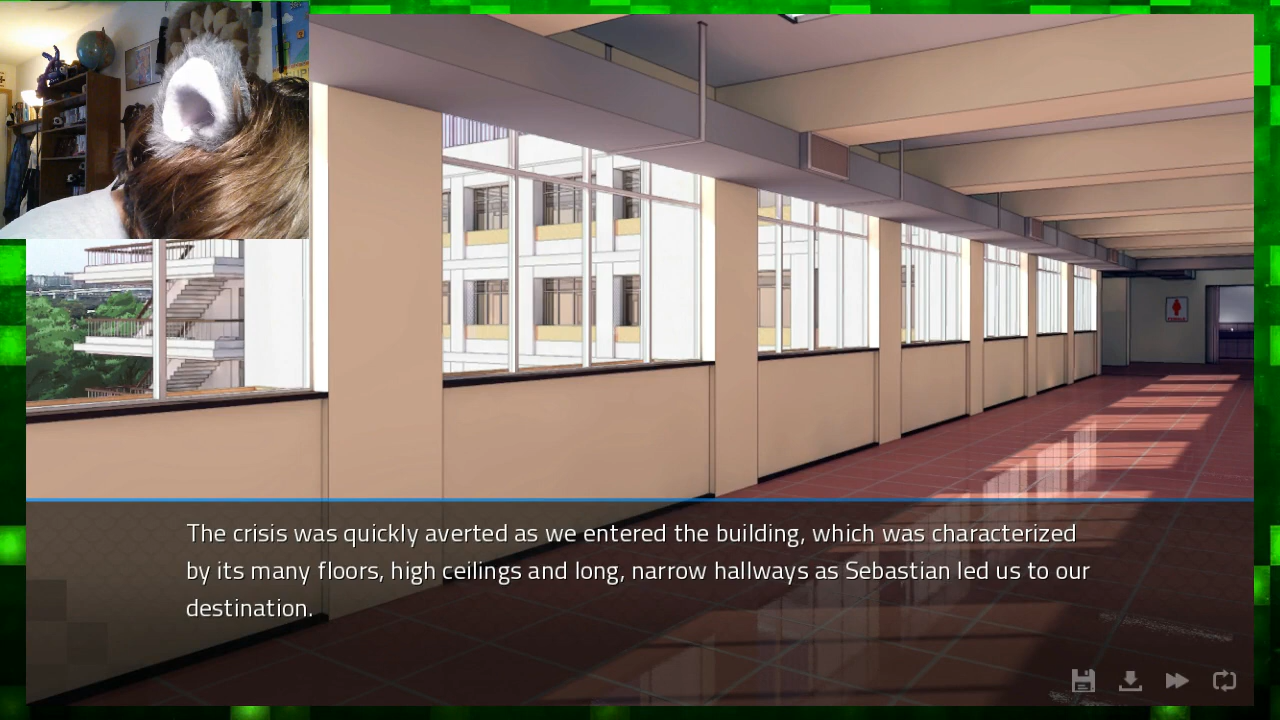 The crisis was quickly averted as we entered the building, which was characterized
by its many floors, high ceilings and long, narrow hallways as Sebastian led us to our
destination.